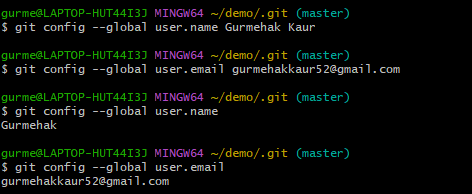 gurme@LAPTOP-HUT44I3J MINGW64 ~/demo/.git (master)
$ git config --global user.name Gurmehak Kaur
gurme@LAPTOP-HUT44I3J MINGW64 ~/demo/.git (master)
$ git config --global user.email gurmehakkaur52@gmail.com
gurme@LAPTOP-HUT44I3J MINGW64 ~/demo/.git (master)
$ git config --global user.name
Gurmehak
gurme@LAPTOP-HUT44I3J MINGW64 ~/demo/.git (master)
$ git config --global user.email
gurmehakkaur52@gmail.com